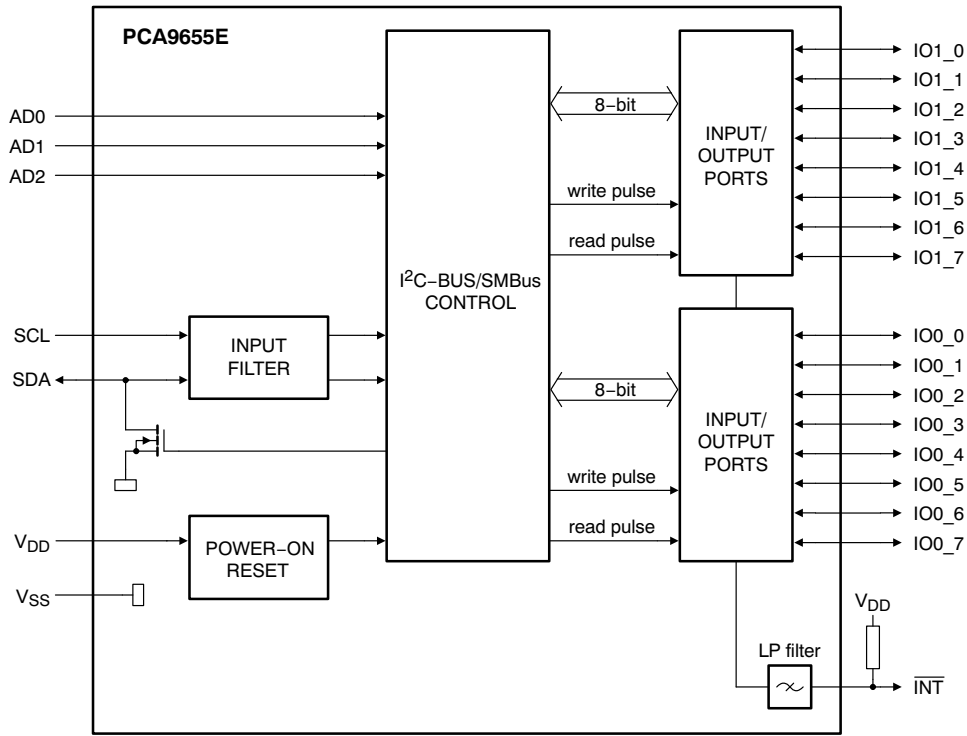 PCA9655E
AD0
AD1
AD2
SCL
SDA
V_DD
V_SS
INPUT
FILTER
POWER−ON
RESET
I²C−BUS/SMBus
CONTROL
8−bit
write pulse
read pulse
INPUT/
OUTPUT
PORTS
IO1_0
IO1_1
IO1_2
IO1_3
IO1_4
IO1_5
IO1_6
IO1_7
8−bit
write pulse
read pulse
INPUT/
OUTPUT
PORTS
IO0_0
IO0_1
IO0_2
IO0_3
IO0_4
IO0_5
IO0_6
IO0_7
V_DD
LP filter
I̅N̅T̅